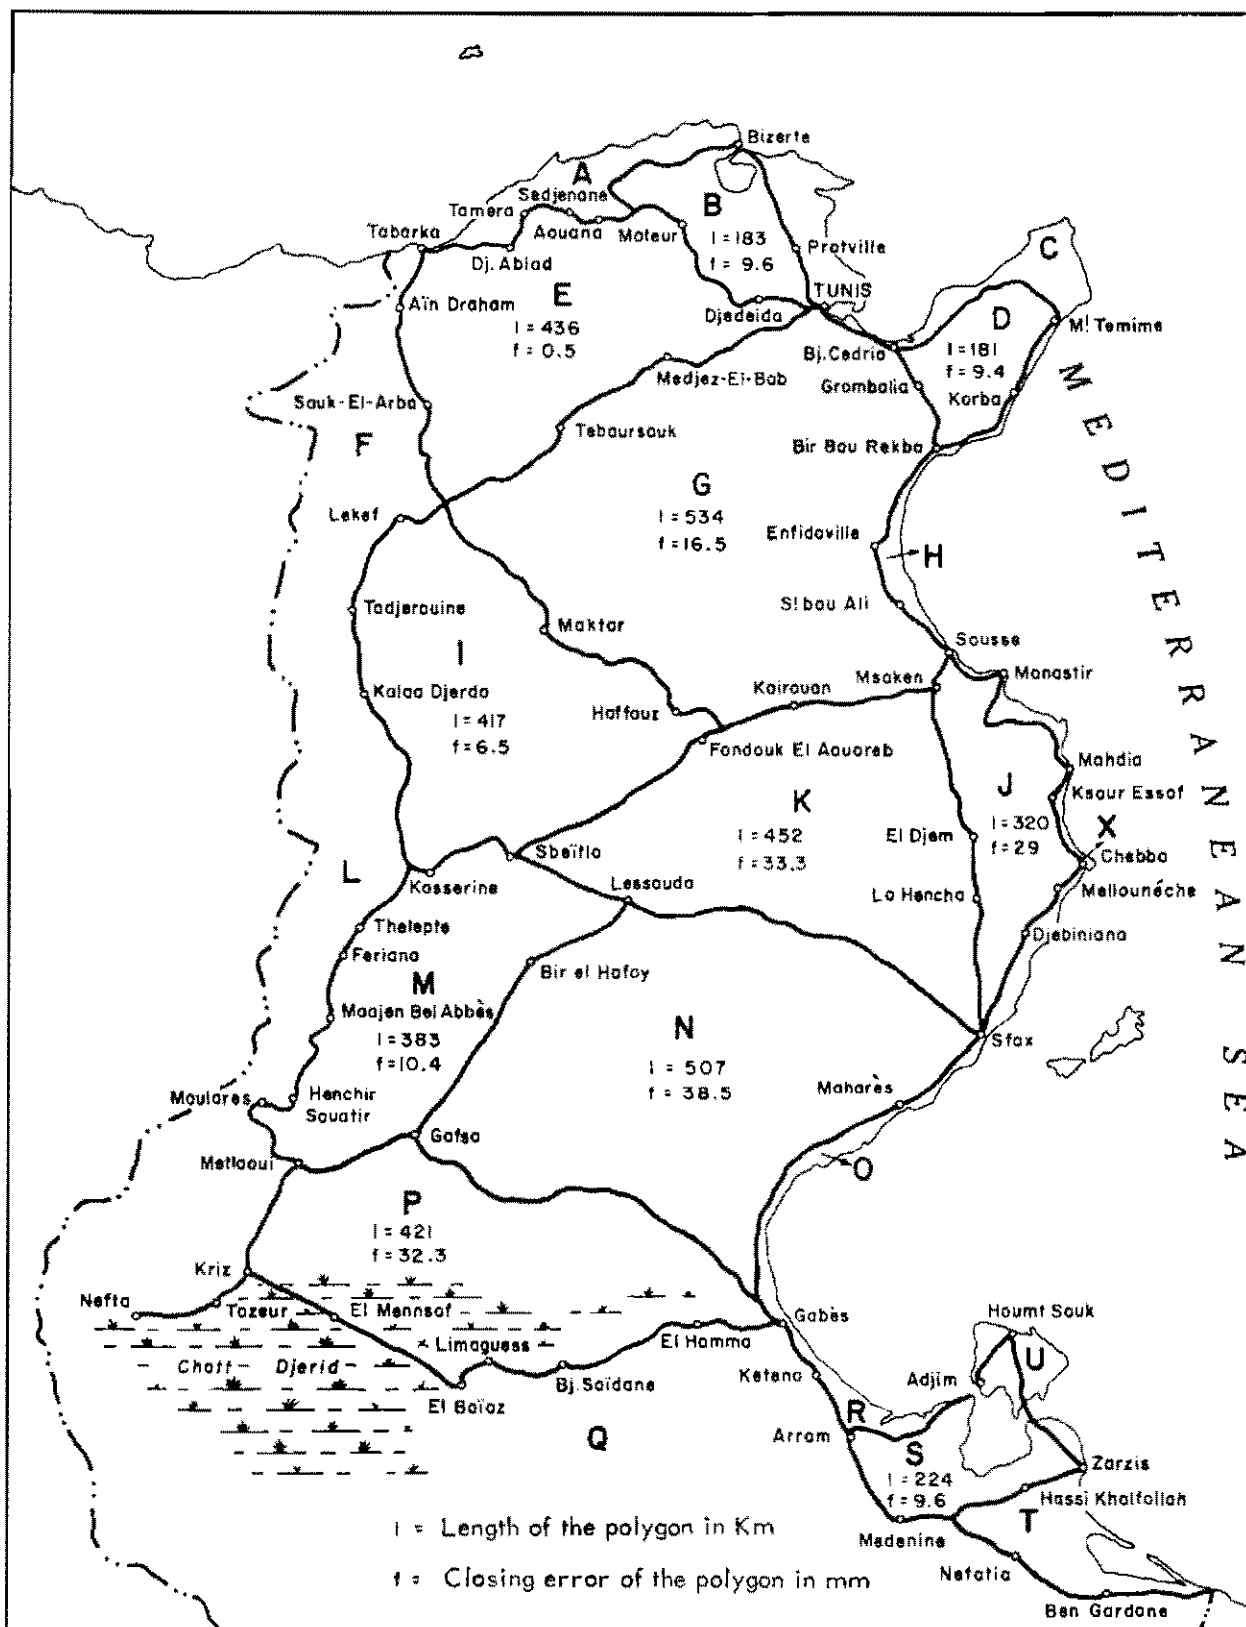 Bizerte
A
Sedjenane
B
Tamera
C
Tabarka
Aouana
Mateur
l = 183
Protville
Dj. Abiad
f = 9.6
E
TUNIS
Aïn Draham
Djedeida
D
Mᶫ Temime
l = 436
Bj. Cedria
l = 181
f = 0.5
f = 9.4
Medjez-El-Bab
Grombalia
Korba
Souk-El-Arba
Teboursouk
F
Bir Bou Rekba
MEDITERANEAN SEA
G
Lekef
l = 534
Enfidaville
f = 16.5
H
Tadjerouine
S! bou Ali
Maktar
Sousse
I
Monastir
Msaken
Kalaa Djerda
Kairouan
Haffouz
l = 417
f = 6.5
Fondouk El Aouareb
Mahdia
J
Ksour Essaf
K
l = 320
X
l = 452
El Djem
f = 29
Chebba
Sbeïtla
f = 33.3
L
Kasserine
Lessouda
Mellounéche
La Hencha
Thelepte
Djebiniana
Feriana
Bir el Hafay
M
Maajen Bel Abbès
N
l = 383
Sfax
f = 10.4
l = 507
Maharès
f = 38.5
Moulares
Henchir
Souatir
Gafsa
Metlaoui
O
P
l = 421
f = 32.3
Kriz
Nefta
Tozeur
El Mennsof
Gabès
Houmt Souk
Limaguess
El Hamma
Chott Djerid
U
Bj. Saïdane
Ketena
Adjim
El Baïaz
R
Q
Arram
S
Zarzis
l = 224
f = 9.6
Hassi Khalfallah
l = Length of the polygon in Km
Medenine
T
Nefatia
f = Closing error of the polygon in mm
Ben Gardane